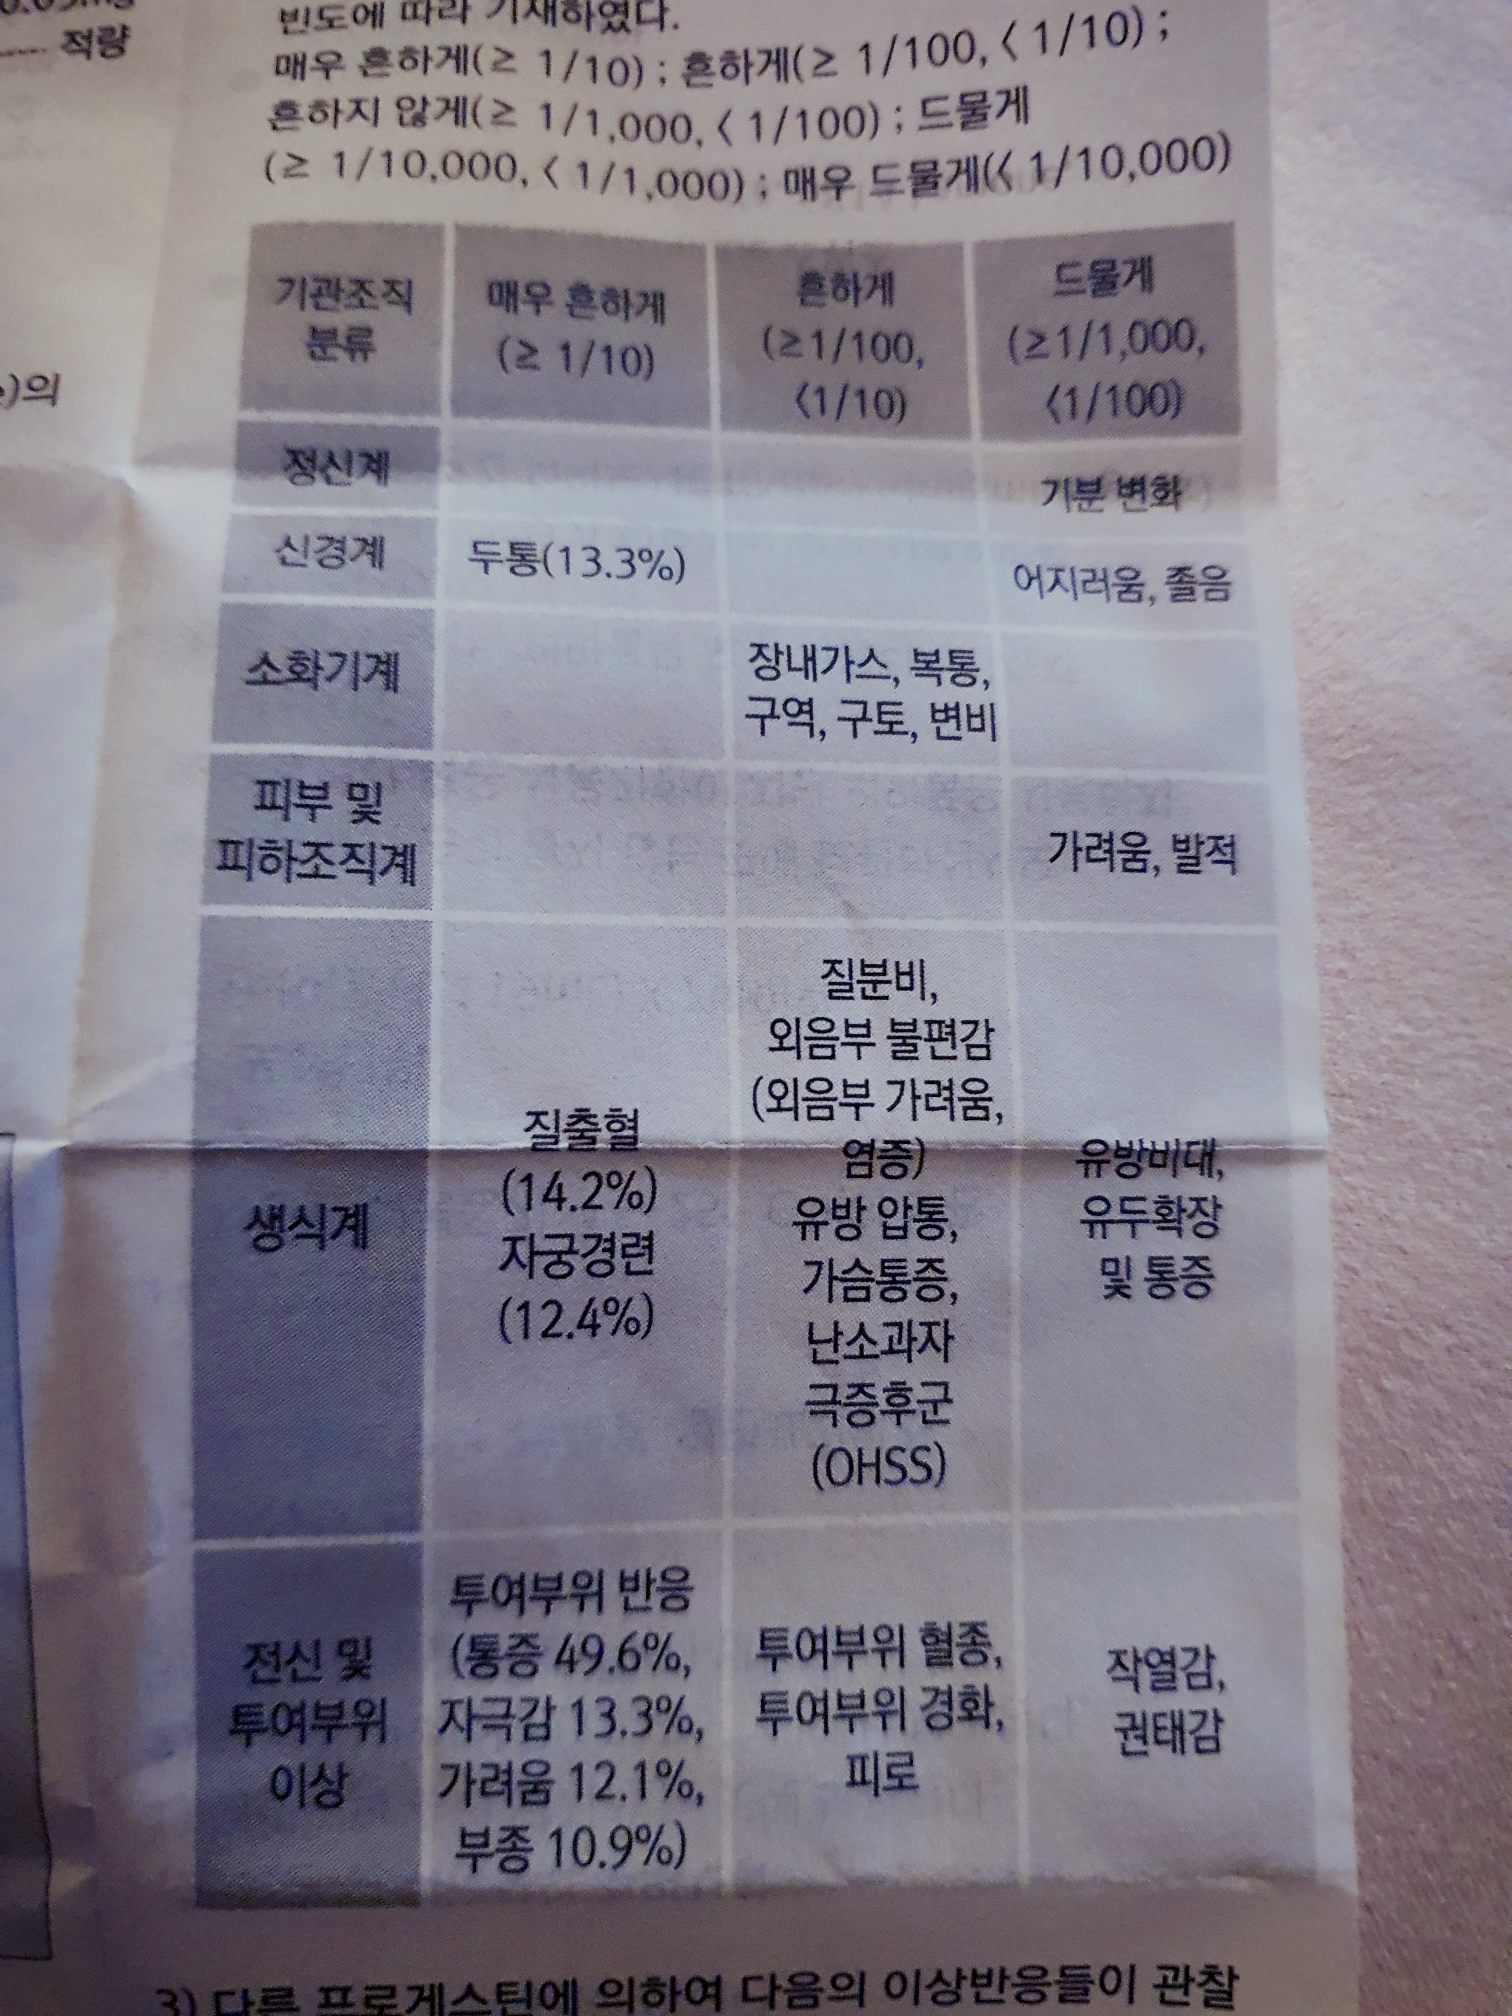 적량
)의
빈도에 따라 기재하였다.
매우 흔하게(≥ 1/10) ; 흔하게(≥ 1/100, < 1/10) ;
흔하지 않게(≥ 1/1,000, < 1/100) ; 드물게
(≥ 1/10,000, < 1/1,000) ; 매우 드물게(< 1/10,000)
기관조직
분류
매우 흔하게
(≥ 1/10)
흔하게
(≥1/100,
<1/10)
드물게
(≥1/1,000,
<1/100)
정신계
기분 변화
신경계
두통(13.3%)
어지러움, 졸음
소화기계
장내가스, 복통,
구역, 구토, 변비
피부 및
피하조직계
가려움, 발적
생식계
질출혈
(14.2%)
자궁경련
(12.4%)
질분비,
외음부 불편감
(외음부 가려움,
염증)
유방 압통,
가슴통증,
난소과자
극증후군
(OHSS)
유방비대,
유두확장
및 통증
전신 및
투여부위
이상
투여부위 반응
(통증 49.6%,
자극감 13.3%,
가려움 12.1%,
부종 10.9%)
투여부위 혈종,
투여부위 경화,
피로
작열감,
권태감
3) 다른 프로게스틴에 의하여 다음의 이상반응들이 관찰